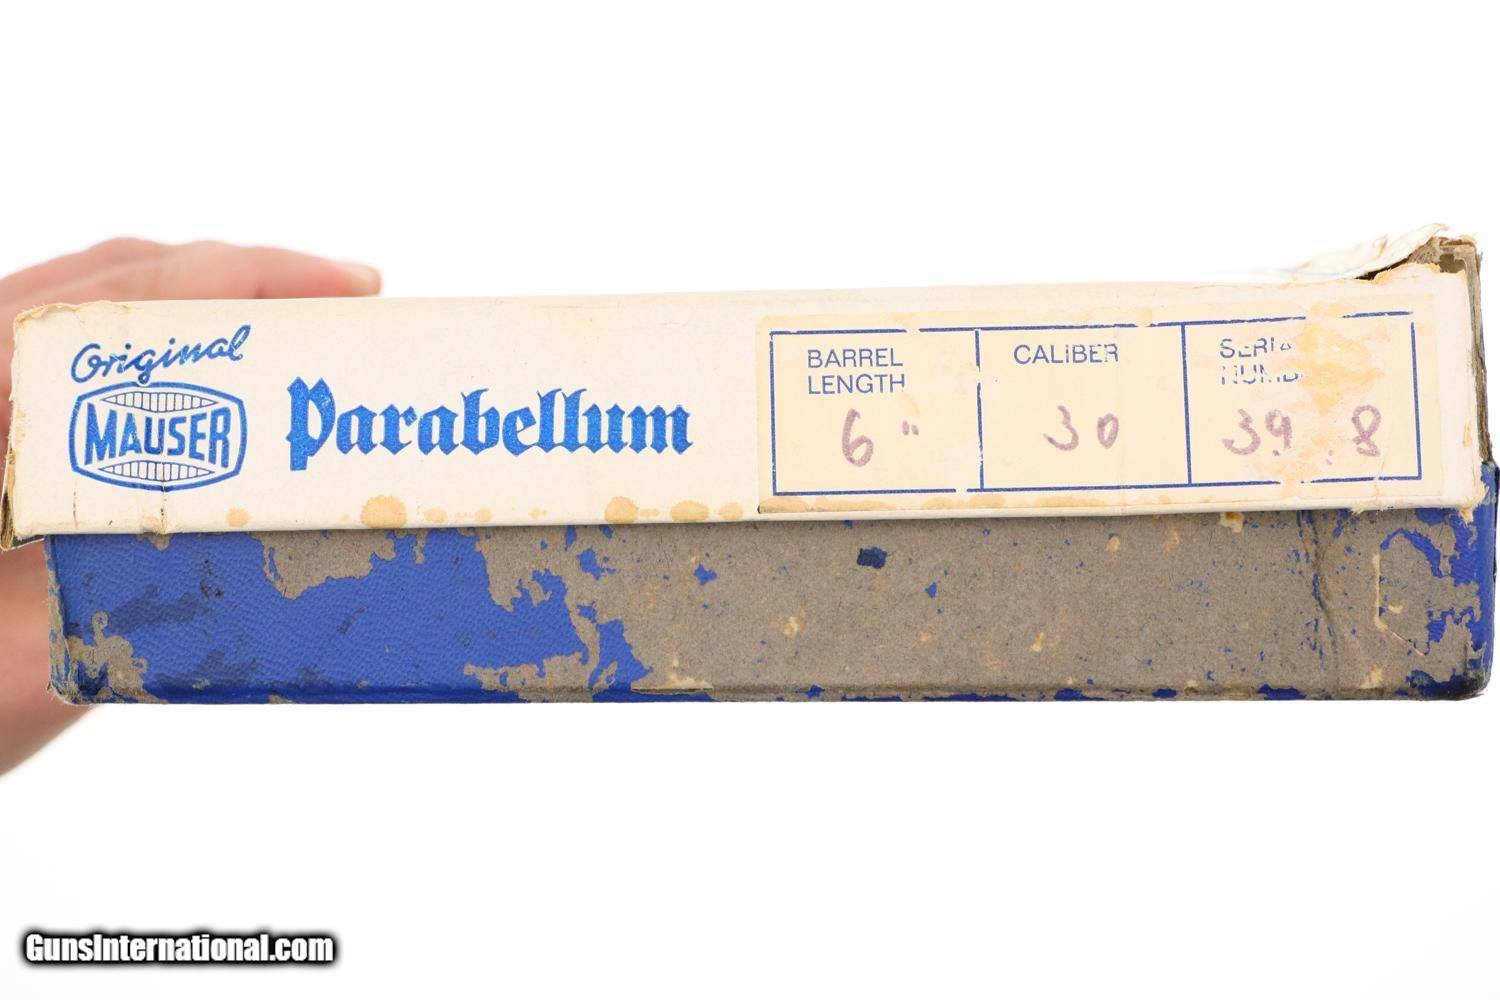 Original
MAUSER
Parabellum
BARREL
LENGTH
6"
CALIBER
30
GunsInternational.com